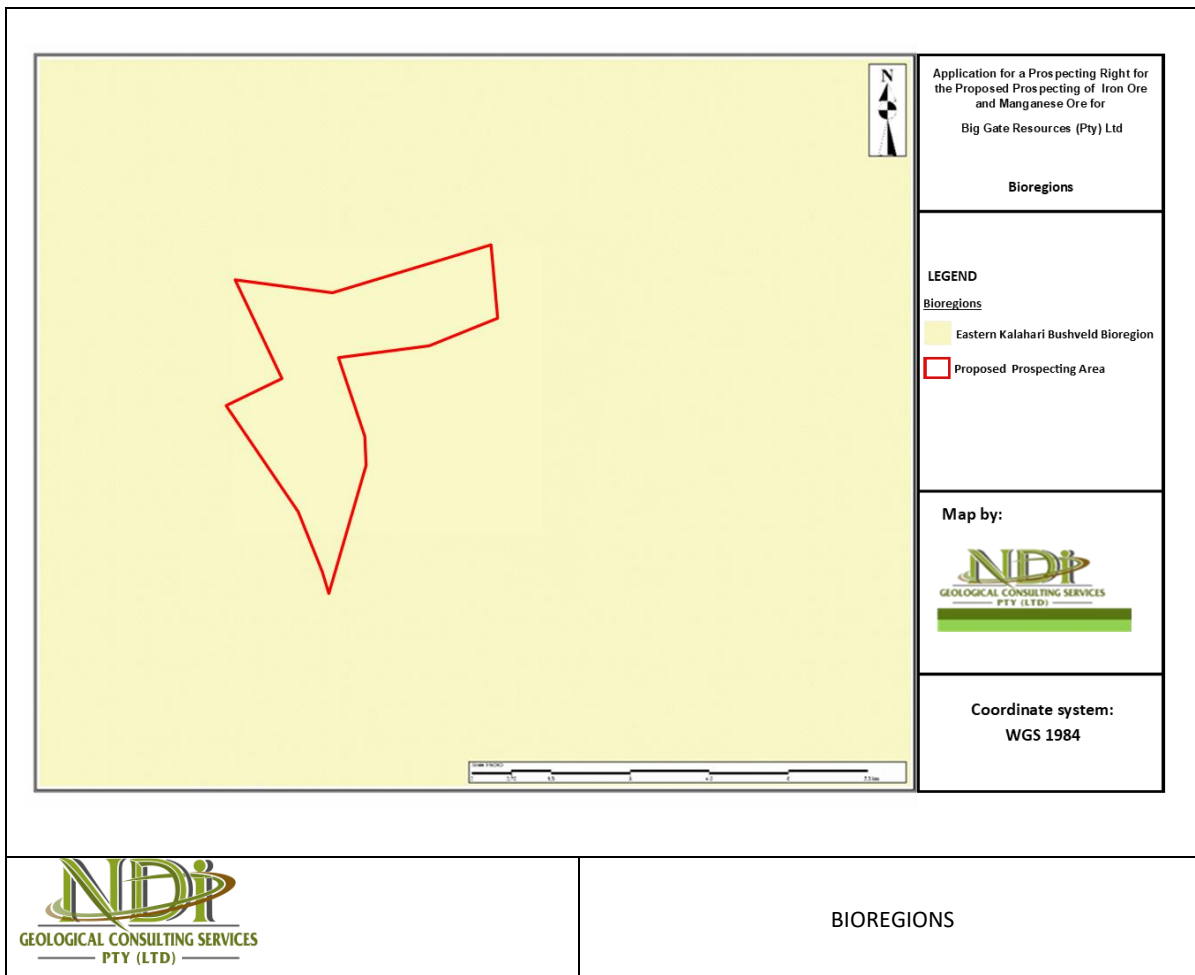 N
Application for a Prospecting Right for
the Proposed Prospecting of Iron Ore
and Manganese Ore for
Big Gate Resources (Pty) Ltd
Bioregions
LEGEND
Bioregions
Eastern Kalahari Bushveld Bioregion
Proposed Prospecting Area
Map by:
NDi
GEOLOGICAL CONSULTING SERVICES
PTY (LTD)
Coordinate system:
WGS 1984
NDi
GEOLOGICAL CONSULTING SERVICES
PTY (LTD)
BIOREGIONS